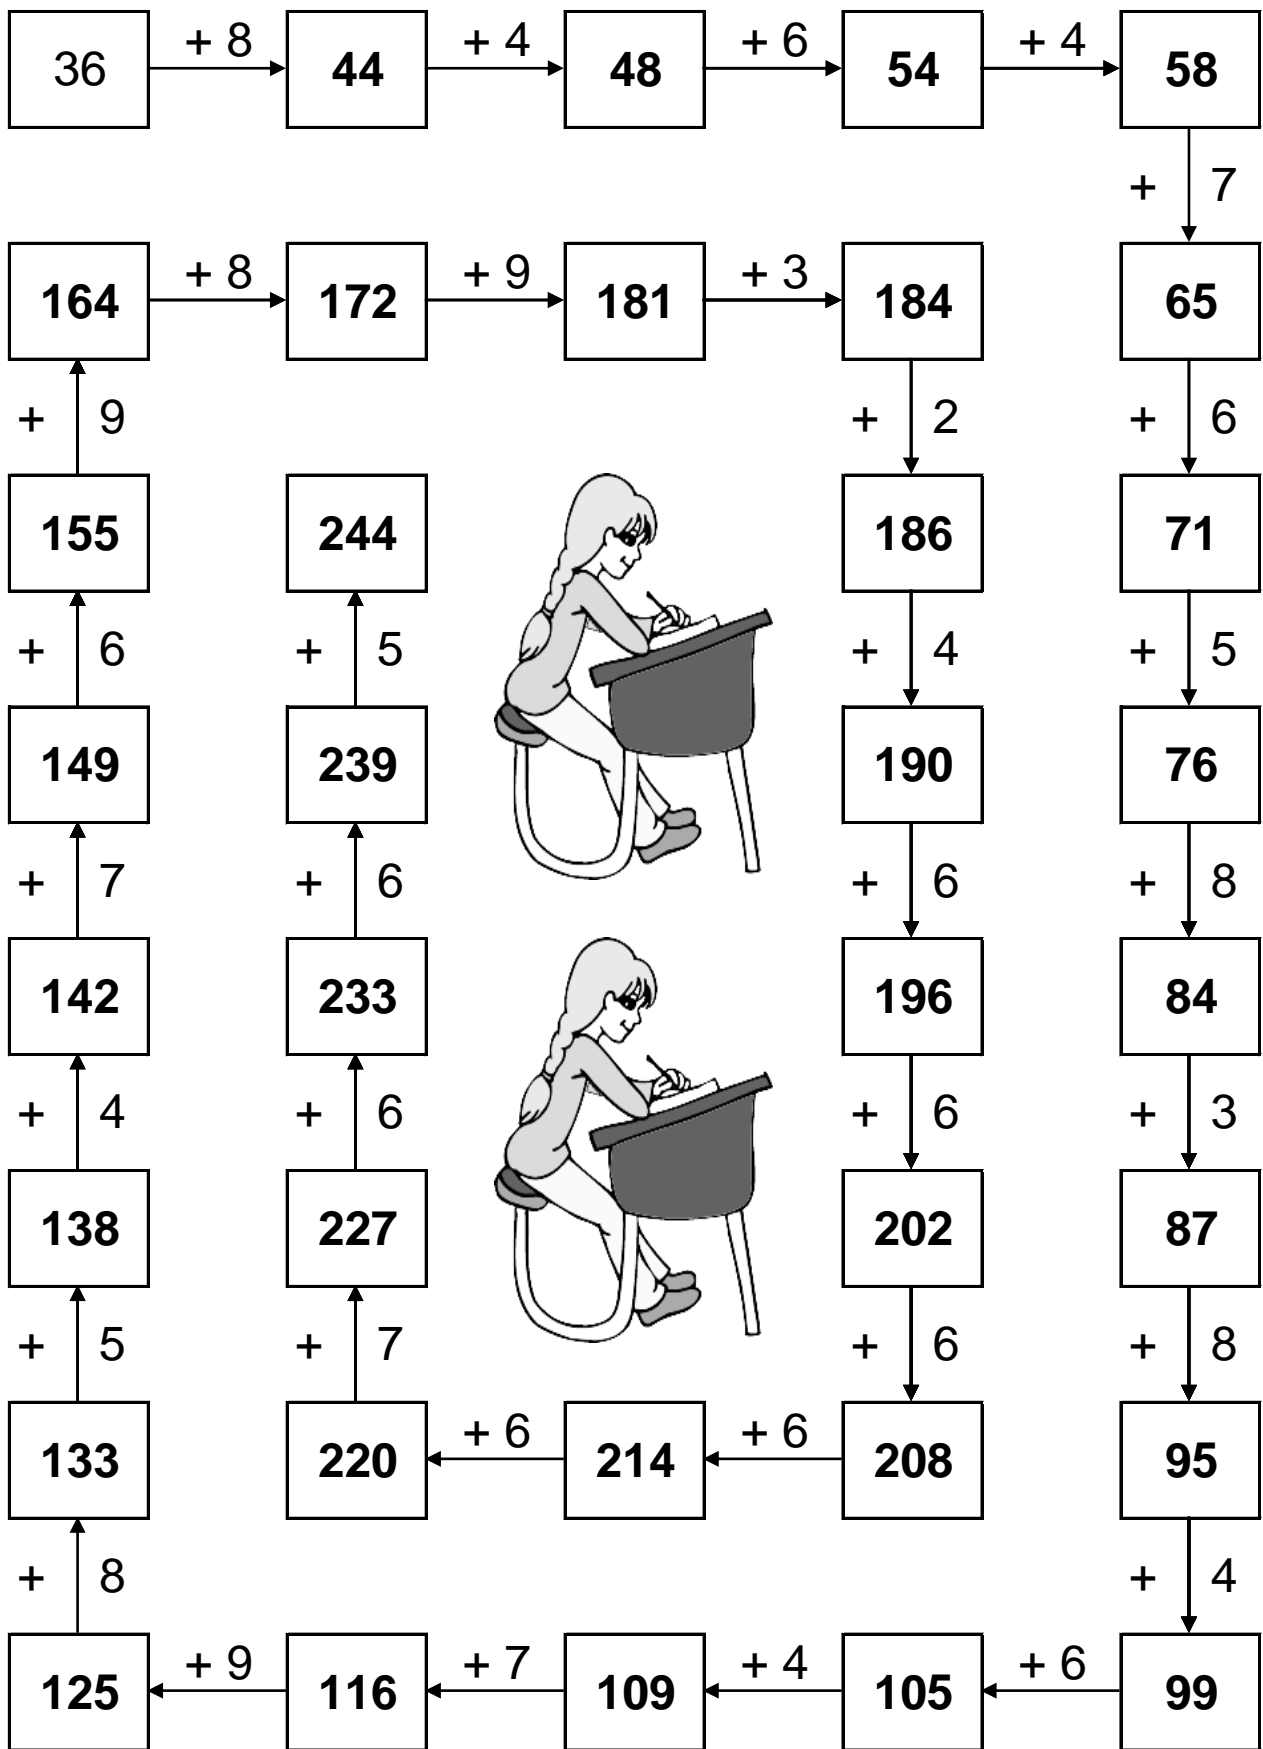 36 + 8 44 + 4 48 + 6 54 + 4 58
+ 7
164 + 8 172 + 9 181 + 3 184 65
+ 9 + 2 + 6
155 244 186 71
+ 6 + 5 + 4 + 5
149 239 190 76
+ 7 + 6 + 6 + 8
142 233 196 84
+ 4 + 6 + 6 + 3
138 227 202 87
+ 5 + 7 + 6 + 8
133 220 + 6 214 + 6 208 95
+ 8 + 4
125 + 9 116 + 7 109 + 4 105 + 6 99